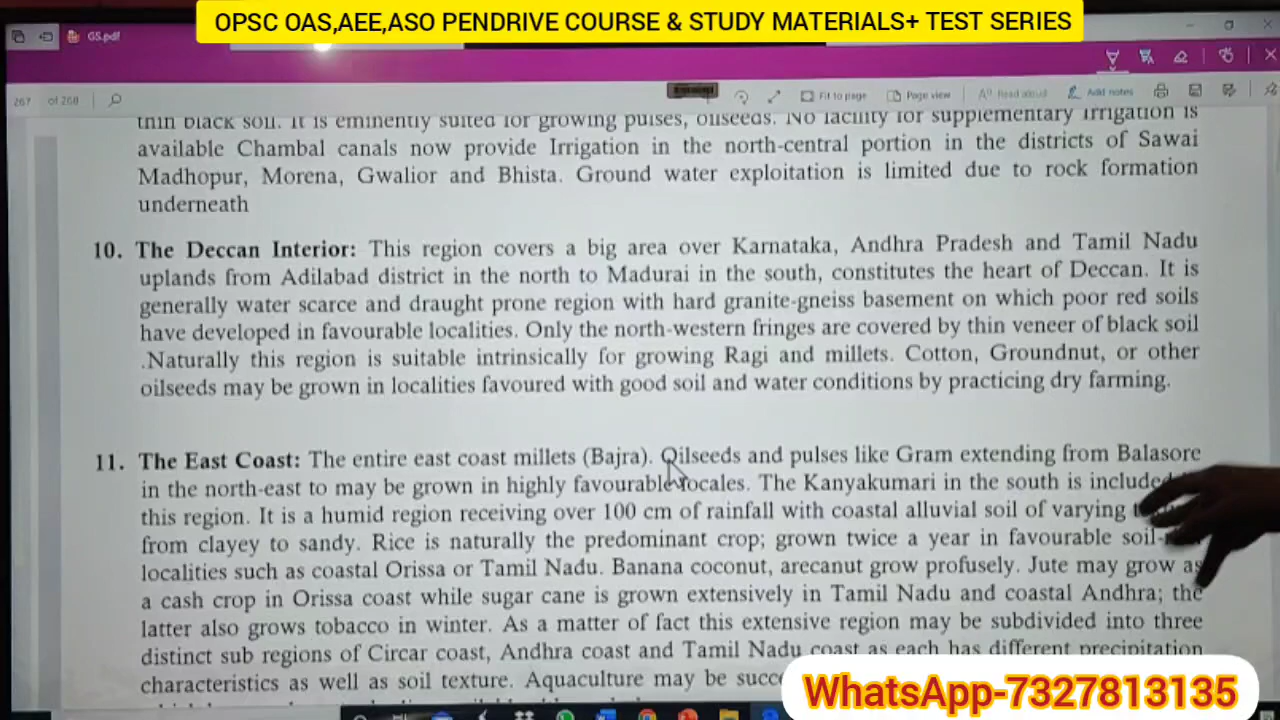 OPSC OAS,AEE,ASO PENDRIVE COURSE & STUDY MATERIALS+ TEST SERIES
GS.pdf
267 of 268 Fit to page Page view Read aloud Add notes
thin black soil. It is eminently suited for growing pulses, oilseeds. No facility for supplementary irrigation is
available Chambal canals now provide Irrigation in the north-central portion in the districts of Sawai
Madhopur, Morena, Gwalior and Bhista. Ground water exploitation is limited due to rock formation
underneath
10. The Deccan Interior: This region covers a big area over Karnataka, Andhra Pradesh and Tamil Nadu
uplands from Adilabad district in the north to Madurai in the south, constitutes the heart of Deccan. It is
generally water scarce and draught prone region with hard granite-gneiss basement on which poor red soils
have developed in favourable localities. Only the north-western fringes are covered by thin veneer of black soil
.Naturally this region is suitable intrinsically for growing Ragi and millets. Cotton, Groundnut, or other
oilseeds may be grown in localities favoured with good soil and water conditions by practicing dry farming.
11. The East Coast: The entire east coast millets (Bajra). Oilseeds and pulses like Gram extending from Balasore
in the north-east to may be grown in highly favourable locales. The Kanyakumari in the south is included
this region. It is a humid region receiving over 100 cm of rainfall with coastal alluvial soil of varying
from clayey to sandy. Rice is naturally the predominant crop; grown twice a year in favourable
localities such as coastal Orissa or Tamil Nadu. Banana coconut, arecanut grow profusely. Jute may grow as
a cash crop in Orissa coast while sugar cane is grown extensively in Tamil Nadu and coastal Andhra; the
latter also grows tobacco in winter. As a matter of fact this extensive region may be subdivided into three
distinct sub regions of Circar coast, Andhra coast and Tamil Nadu coast as each has different precipitation
characteristics as well as soil texture. Aquaculture may be
WhatsApp-7327813135